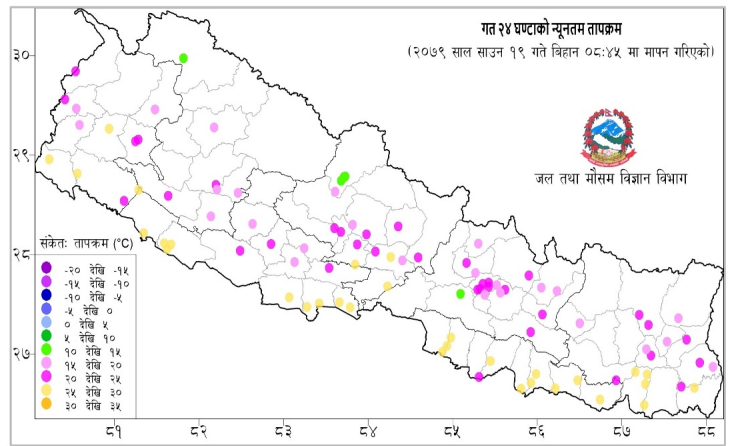 गत २४ घण्टाको न्यूनतम तापक्रम
(२०७९ साल साउन १९ गते बिहान ०८:४५ मा मापन गरिएको)
जल तथा मौसम विज्ञान विभाग
३०
२९
२८
२७
संकेतः तापक्रम (°C)
-२० देखि -१५
-१५ देखि -१०
-१० देखि -५
-५ देखि ०
० देखि ५
५ देखि १०
१० देखि १५
१५ देखि २०
२० देखि २५
२५ देखि ३०
३० देखि ३५
८१ ८२ ८३ ८४ ८५ ८६ ८७ ८८